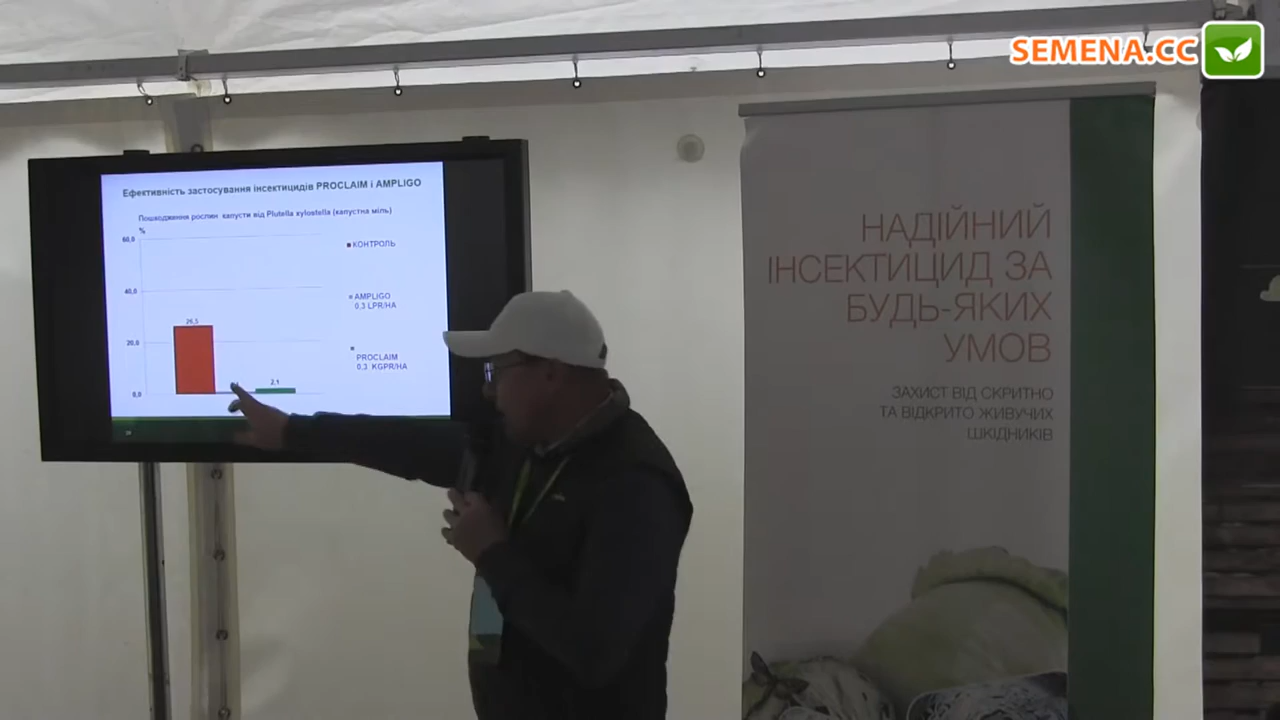 SEMENA.CC
Ефективність застосування інсектицидів PROCLAIM і AMPLIGO
Пошкодження рослин капусти від Plutella xylostella (капустна міль)
%
60,0
КОНТРОЛЬ
40,0
AMPLIGO
0,3 LPR/HA
26,3
20,0
PROCLAIM
0,3 KGPR/HA
2,1
0,0
НАДІЙНИЙ
ІНСЕКТИЦИД ЗА
БУДЬ-ЯКИХ
УМОВ
ЗАХИСТ ВІД СКРИТНО
ТА ВІДКРИТО ЖИВУЧИХ
ШКІДНИКІВ